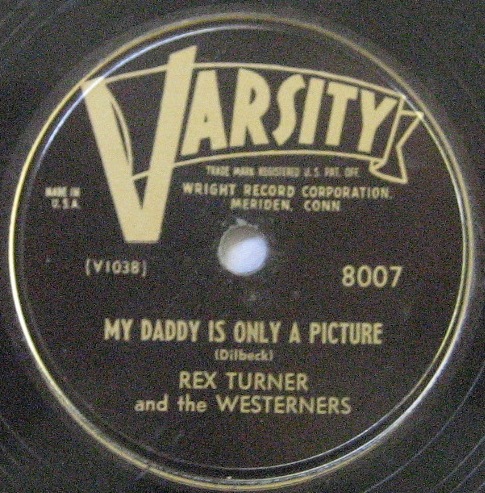 VARSITY
TRADE MARK REGISTERED U.S. PAT. OFF.
WRIGHT RECORD CORPORATION.
MERIDEN, CONN
MADE IN
U.S.A.
(V1038)
8007
MY DADDY IS ONLY A PICTURE
(Dilbeck)
REX TURNER
and the WESTERNERS